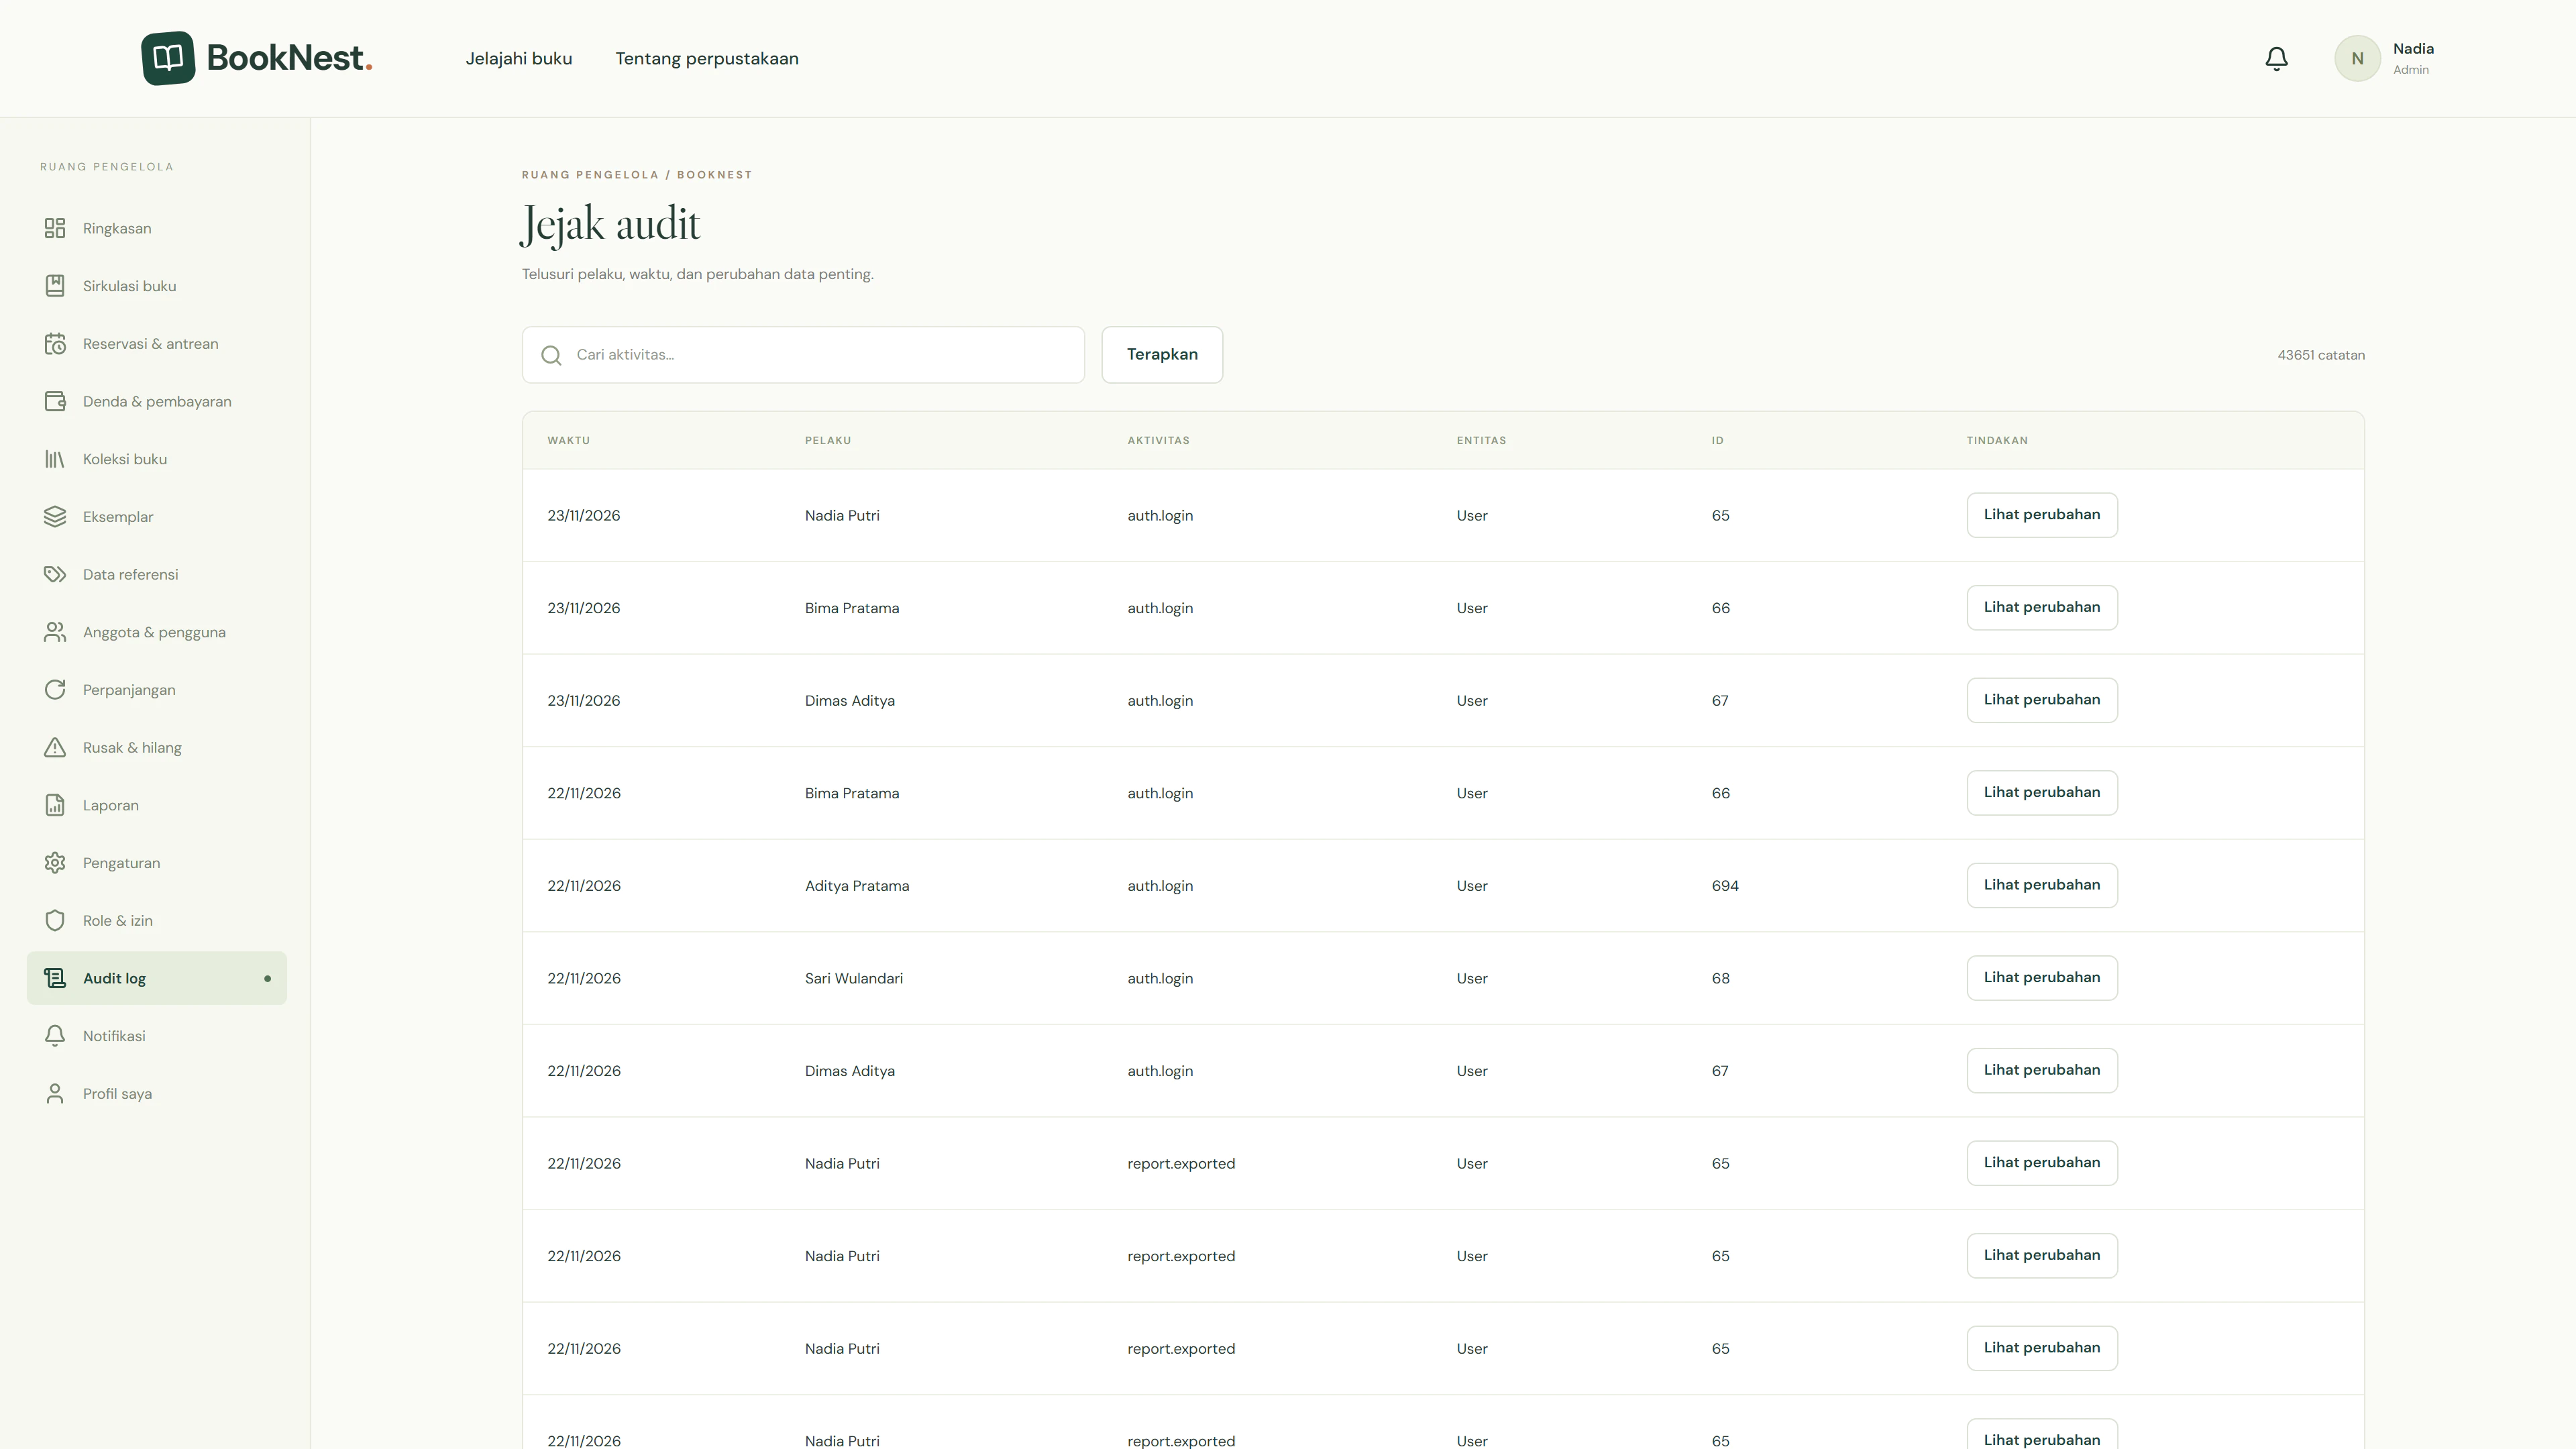 BookNest.
Jelajahi buku
Tentang perpustakaan
N
Nadia
Admin
RUANG PENGELOLA
Ringkasan
Sirkulasi buku
Reservasi & antrean
Denda & pembayaran
Koleksi buku
Eksemplar
Data referensi
Anggota & pengguna
Perpanjangan
Rusak & hilang
Laporan
Pengaturan
Role & izin
Audit log
Notifikasi
Profil saya
RUANG PENGELOLA / BOOKNEST
Jejak audit
Telusuri pelaku, waktu, dan perubahan data penting.
Cari aktivitas...
Terapkan
43651 catatan
WAKTU PELAKU AKTIVITAS ENTITAS ID TINDAKAN
23/11/2026 Nadia Putri auth.login User 65 Lihat perubahan
23/11/2026 Bima Pratama auth.login User 66 Lihat perubahan
23/11/2026 Dimas Aditya auth.login User 67 Lihat perubahan
22/11/2026 Bima Pratama auth.login User 66 Lihat perubahan
22/11/2026 Aditya Pratama auth.login User 694 Lihat perubahan
22/11/2026 Sari Wulandari auth.login User 68 Lihat perubahan
22/11/2026 Dimas Aditya auth.login User 67 Lihat perubahan
22/11/2026 Nadia Putri report.exported User 65 Lihat perubahan
22/11/2026 Nadia Putri report.exported User 65 Lihat perubahan
22/11/2026 Nadia Putri report.exported User 65 Lihat perubahan
22/11/2026 Nadia Putri report.exported User 65 Lihat perubahan